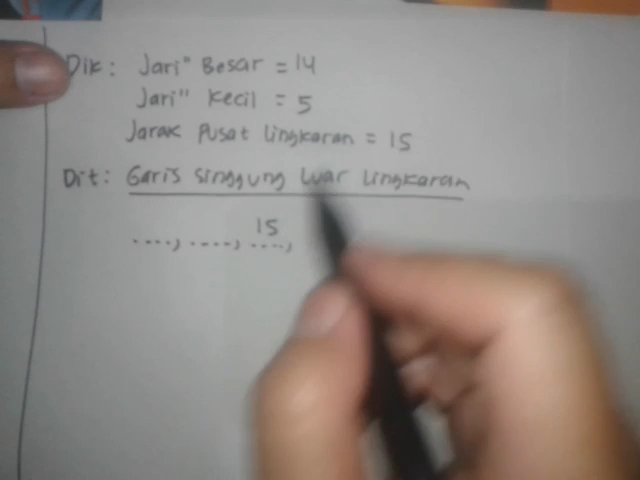 Dik: Jari" Besar = 14
Jari" Kecil = 5
Jarak Pusat Lingkaran = 15
Dit: Garis Singgung Luar Lingkaran
15
...., ...., ....,